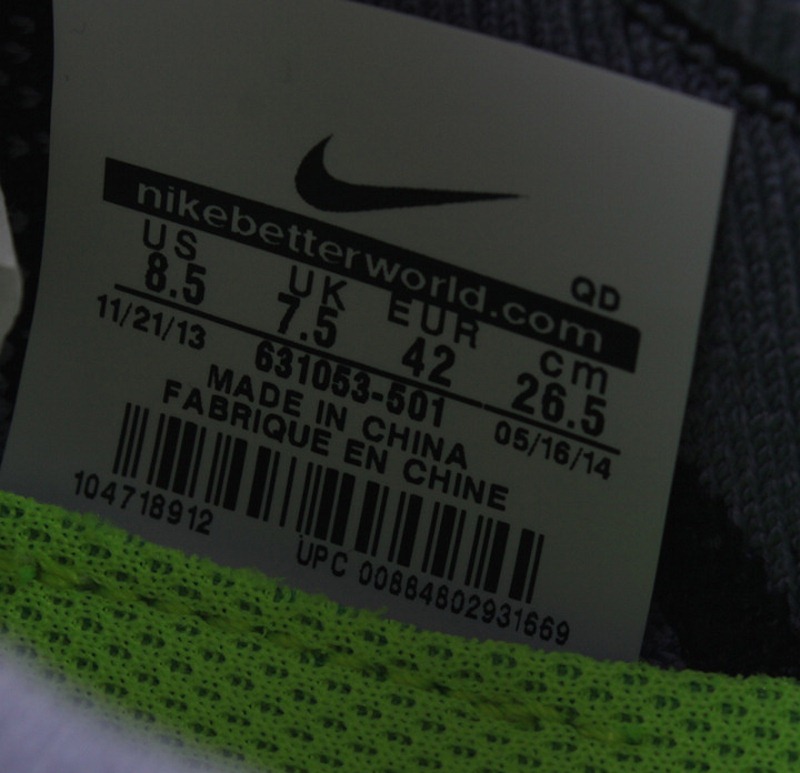 nikebetterworld.com
QD
US UK EUR cm
8.5 7.5 42 26.5
11/21/13 631053-501 05/16/14
MADE IN CHINA
FABRIQUE EN CHINE
104718912
UPC 00884802931669